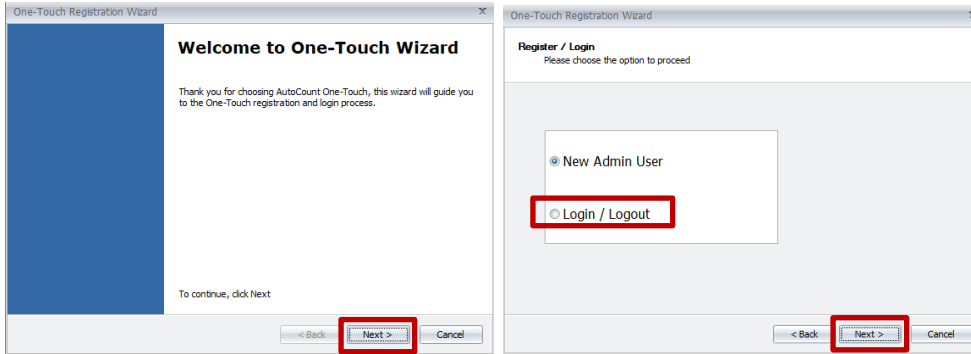 One-Touch Registration Wizard
Welcome to One-Touch Wizard
Thank you for choosing AutoCount One-Touch, this wizard will guide you
to the One-Touch registration and login process.
To continue, click Next
< Back
Next >
Cancel
One-Touch Registration Wizard
Register / Login
Please choose the option to proceed
New Admin User
Login / Logout
< Back
Next >
Cancel